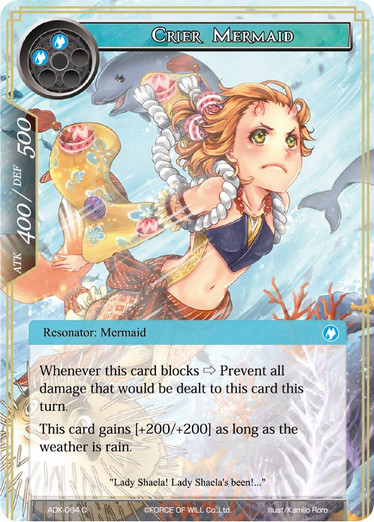 Crier Mermaid
ATK 400 / DEF 500
Resonator: Mermaid
Whenever this card blocks ⇨ Prevent all
damage that would be dealt to this card this
turn.
This card gains [+200/+200] as long as the
weather is rain.
"Lady Shaela! Lady Shaela's been!..."
ADK-054 C ©FORCE OF WILL Co.,Ltd. Illust/Kamijo Roro